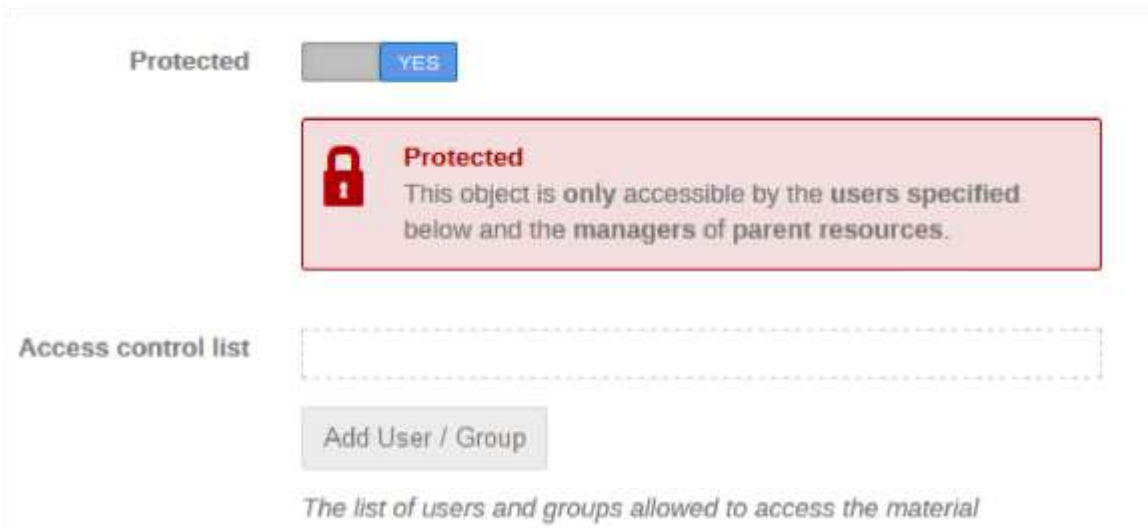 Protected
YES
Protected
This object is only accessible by the users specified
below and the managers of parent resources.
Access control list
Add User / Group
The list of users and groups allowed to access the material